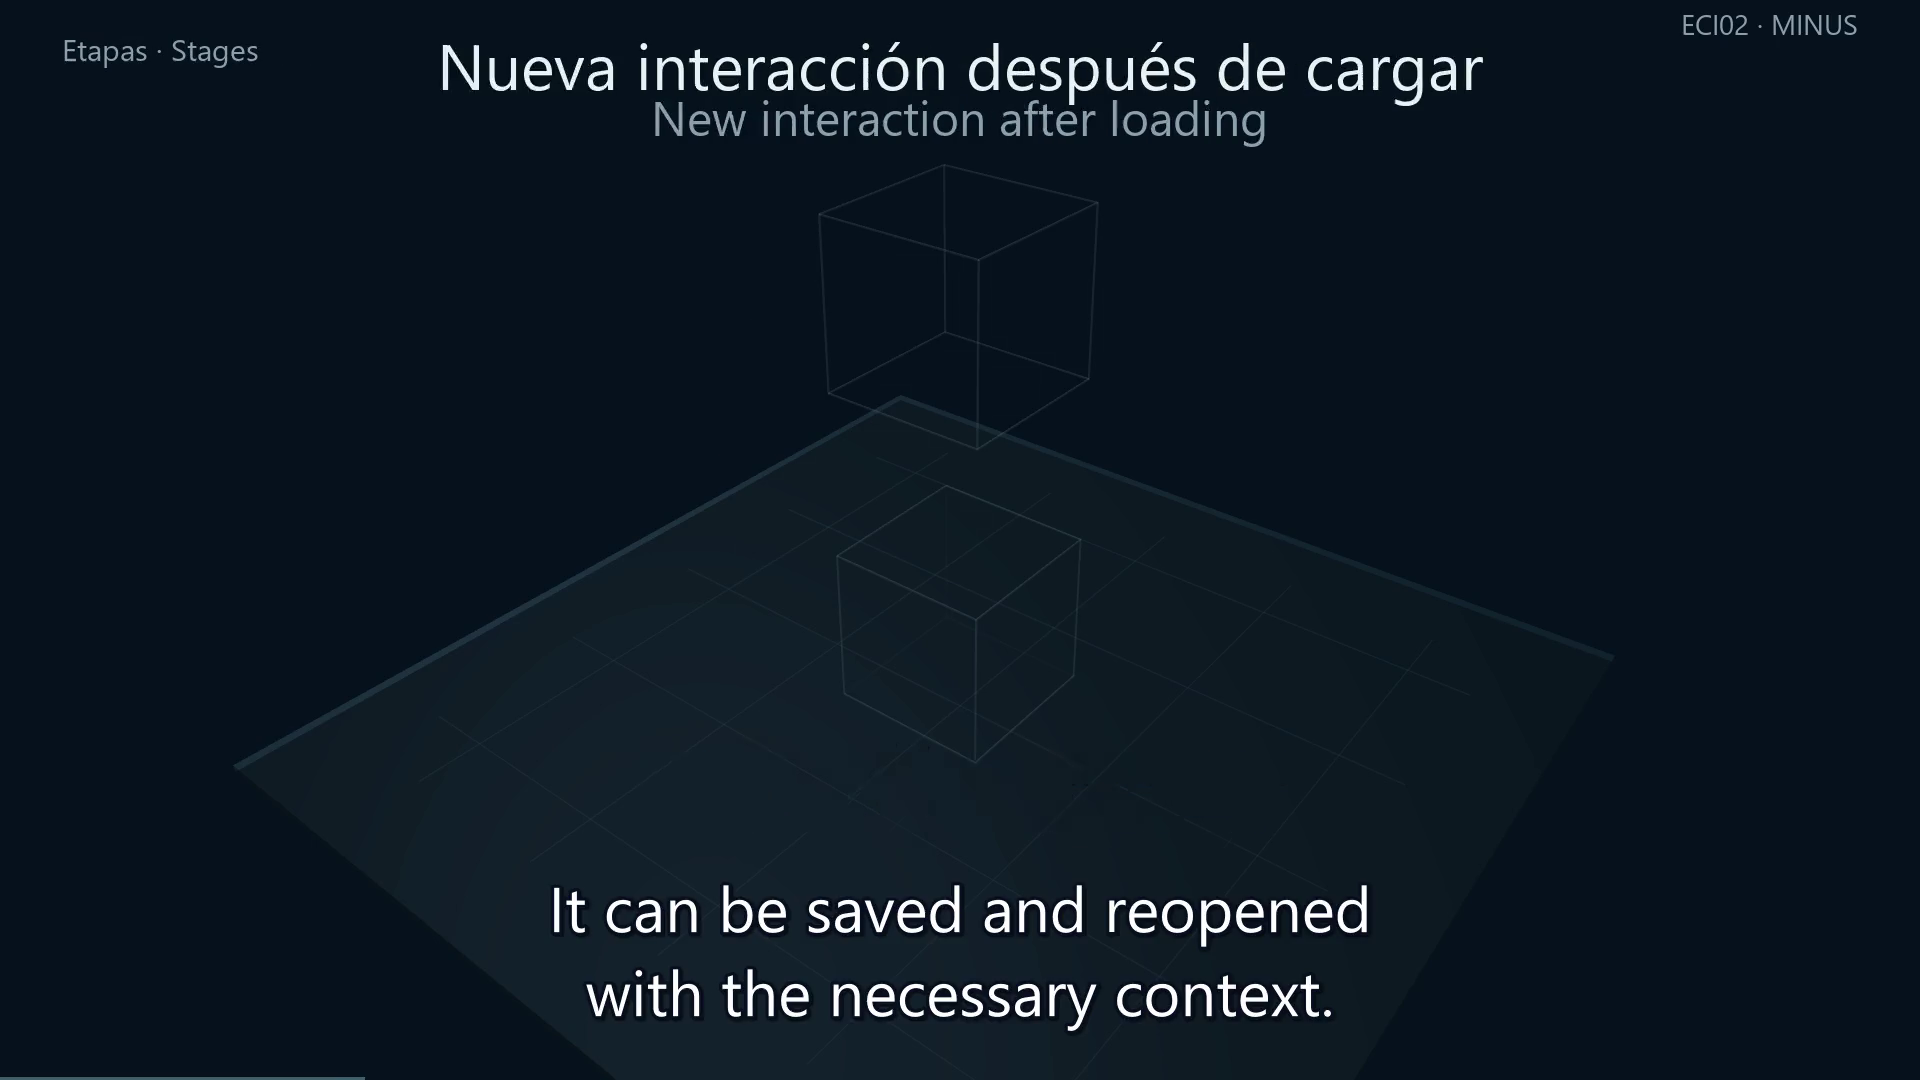 Etapas · Stages
ECI02 · MINUS
Nueva interacción después de cargar
New interaction after loading
It can be saved and reopened
with the necessary context.